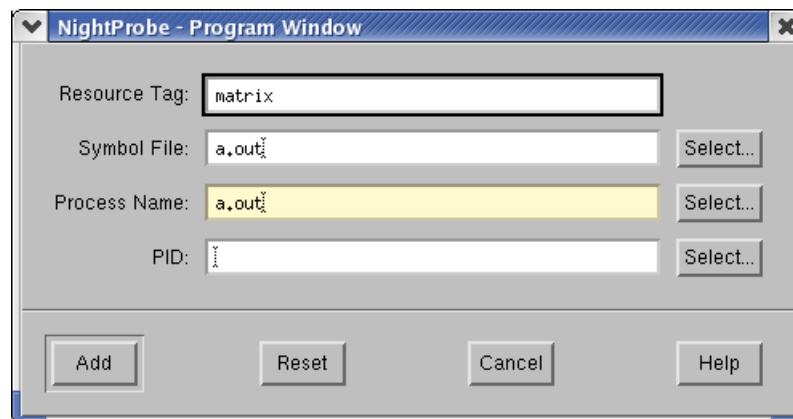 NightProbe - Program Window
Resource Tag: matrix
Symbol File: a.out Select...
Process Name: a.out Select...
PID: Select...
Add Reset Cancel Help